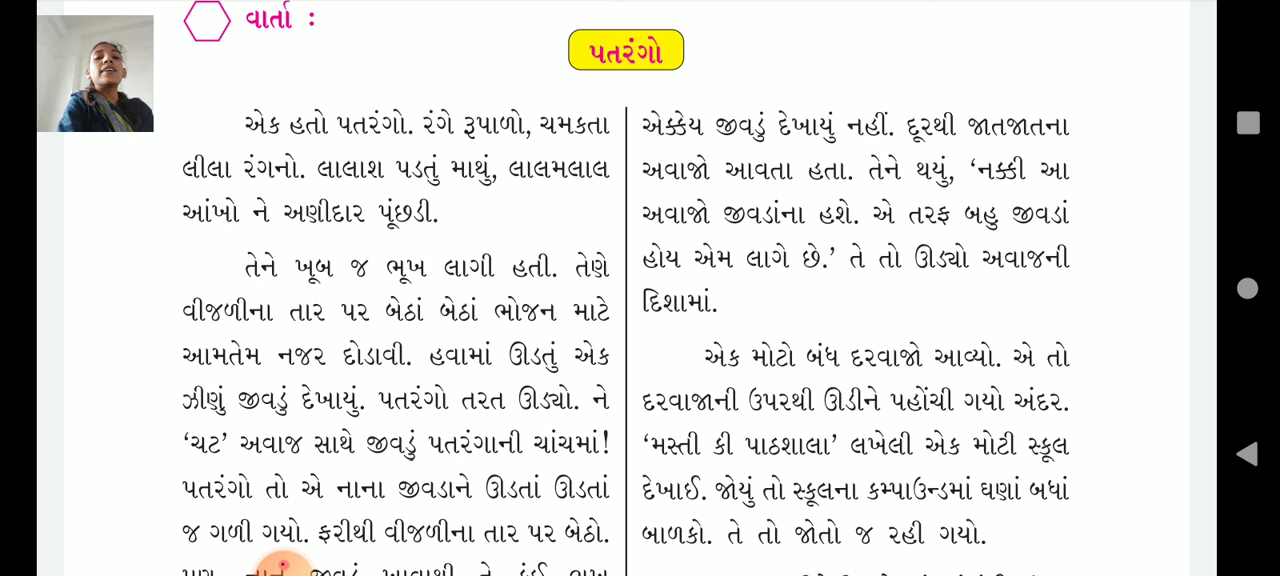 વાર્તા :
પતરંગો
એક હતો પતરંગો. રંગે રૂપાળો, ચમકતા
લીલા રંગનો. લાલાશ પડતું માથું, લાલમલાલ
આંખો ને અણીદાર પૂંછડી.
તેને ખૂબ જ ભૂખ લાગી હતી. તેણે
વીજળીના તાર પર બેઠાં બેઠાં ભોજન માટે
આમતેમ નજર દોડાવી. હવામાં ઊડતું એક
ઝીણું જીવડું દેખાયું. પતરંગો તરત ઊડ્યો. ને
‘ચટ’ અવાજ સાથે જીવડું પતરંગાની ચાંચમાં!
પતરંગો તો એ નાના જીવડાને ઊડતાં ઊડતાં
જ ગળી ગયો. ફરીથી વીજળીના તાર પર બેઠો.
એક્કેય જીવડું દેખાયું નહીં. દૂરથી જાતજાતના
અવાજો આવતા હતા. તેને થયું, ‘નક્કી આ
અવાજો જીવડાંના હશે. એ તરફ બહુ જીવડાં
હોય એમ લાગે છે.’ તે તો ઊડ્યો અવાજની
દિશામાં.
એક મોટો બંધ દરવાજો આવ્યો. એ તો
દરવાજાની ઉપરથી ઊડીને પહોંચી ગયો અંદર.
‘મસ્તી કી પાઠશાલા’ લખેલી એક મોટી સ્કૂલ
દેખાઈ. જોયું તો સ્કૂલના કમ્પાઉન્ડમાં ઘણાં બધાં
બાળકો. તે તો જોતો જ રહી ગયો.